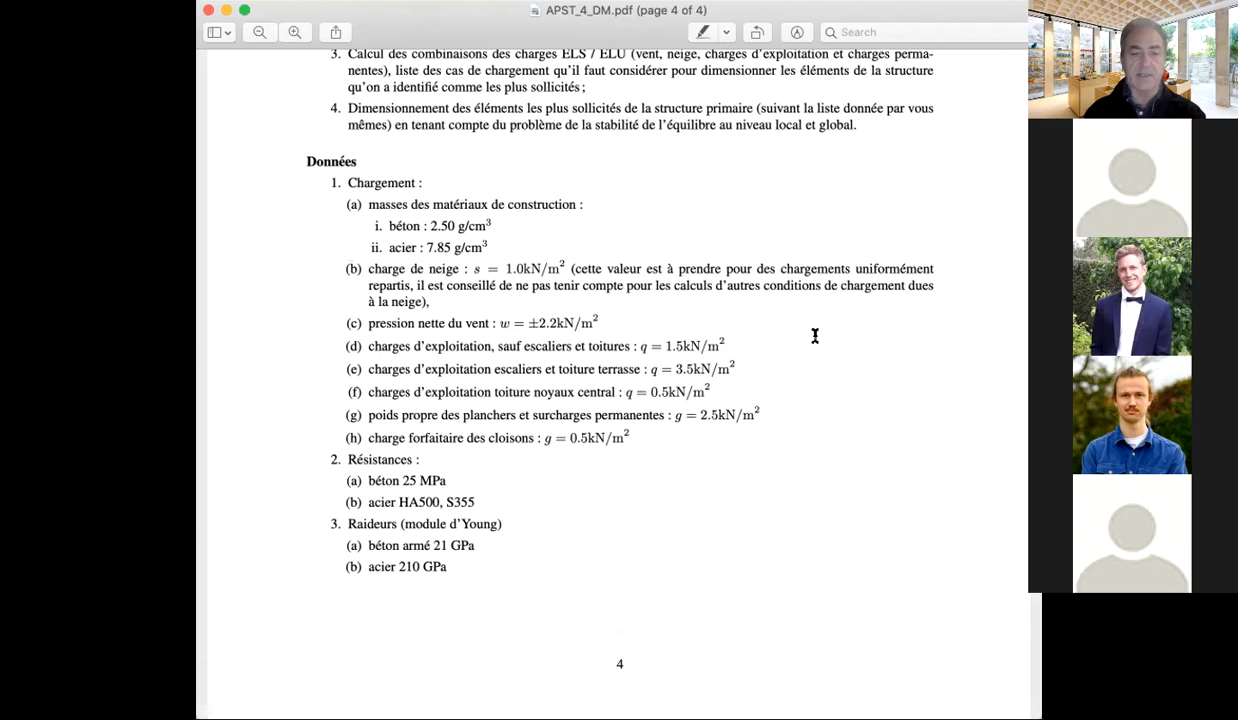 APST_4_DM.pdf (page 4 of 4)
Search
3. Calcul des combinaisons des charges ELS / ELU (vent, neige, charges d'exploitation et charges perma-
nentes), liste des cas de chargement qu'il faut considérer pour dimensionner les éléments de la structure
qu'on a identifié comme les plus sollicités ;
4. Dimensionnement des éléments les plus sollicités de la structure primaire (suivant la liste donnée par vous
mêmes) en tenant compte du problème de la stabilité de l'équilibre au niveau local et global.
Données
1. Chargement :
(a) masses des matériaux de construction :
i. béton : 2.50 g/cm³
ii. acier : 7.85 g/cm³
(b) charge de neige : s = 1.0kN/m² (cette valeur est à prendre pour des chargements uniformément
repartis, il est conseillé de ne pas tenir compte pour les calculs d'autres conditions de chargement dues
à la neige),
(c) pression nette du vent : w = ±2.2kN/m²
(d) charges d'exploitation, sauf escaliers et toitures : q = 1.5kN/m²
(e) charges d'exploitation escaliers et toiture terrasse : q = 3.5kN/m²
(f) charges d'exploitation toiture noyaux central : q = 0.5kN/m²
(g) poids propre des planchers et surcharges permanentes : g = 2.5kN/m²
(h) charge forfaitaire des cloisons : g = 0.5kN/m²
2. Résistances :
(a) béton 25 MPa
(b) acier HA500, S355
3. Raideurs (module d'Young)
(a) béton armé 21 GPa
(b) acier 210 GPa
4